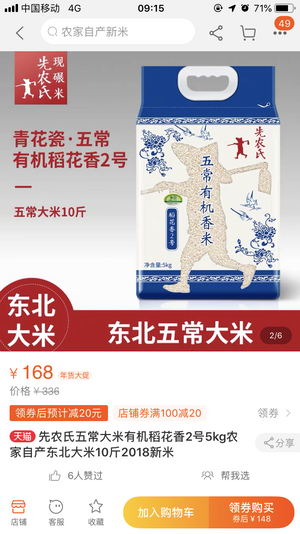 中国移动 4G 09:15 71%
农家自产新米
49
先农氏
现碾米
青花瓷·五常
有机稻花香2号
五常大米10斤
先农氏
五常有机香米
稻花香2号
净含量:5kg
东北
大米
东北五常大米
2/6
¥168 年货大促
价格 ¥336
领券后预计减20元 店铺券满100减20 领券
天猫 先农氏五常大米有机稻花香2号5kg农
家自产东北大米10斤2018新米
分享
6人赞过 帮我选
店铺 客服 收藏
加入购物车
领券购买
券后¥148